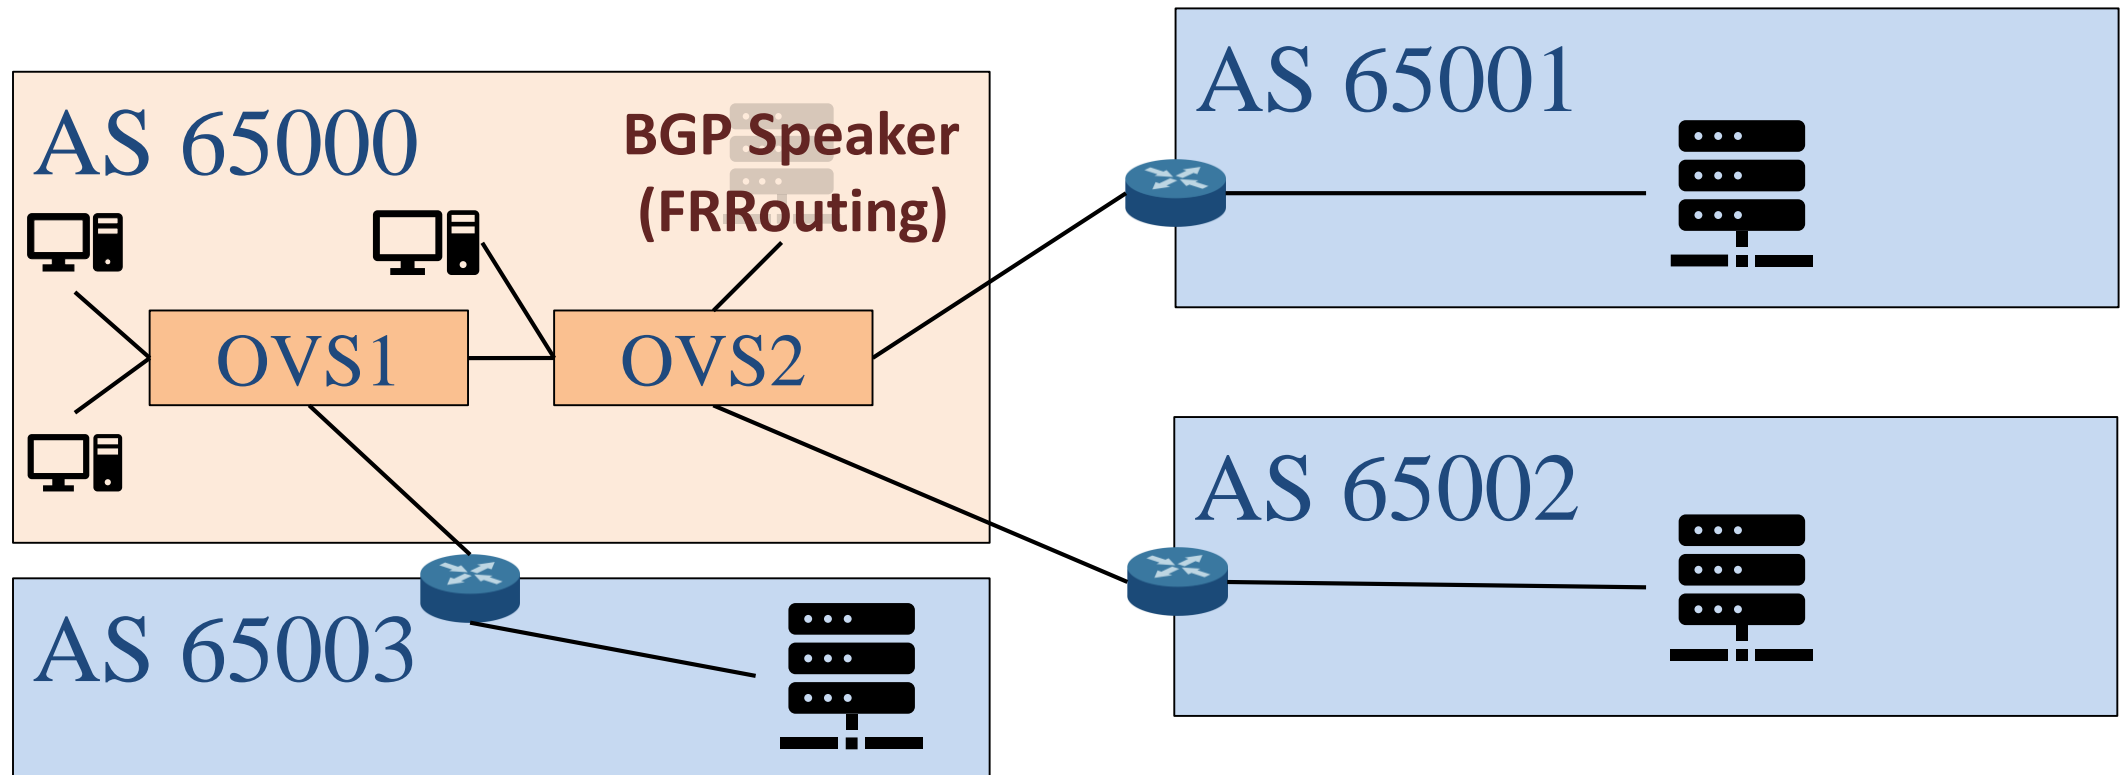 AS 65000
BGP Speaker
(FRRouting)
OVS1
OVS2
AS 65001
AS 65002
AS 65003